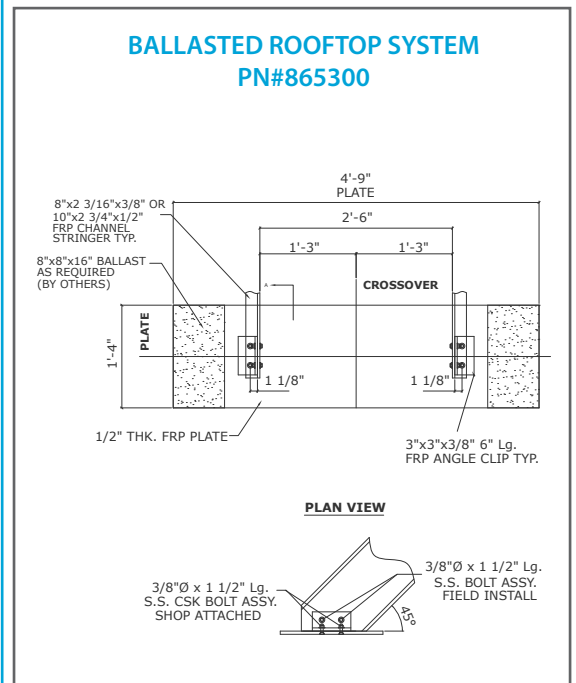 BALLASTED ROOFTOP SYSTEM
PN#865300
4'-9"
PLATE
8"x2 3/16"x3/8" OR
10"x2 3/4"x1/2"
FRP CHANNEL
STRINGER TYP.
2'-6"
1'-3"
1'-3"
8"x8"x16" BALLAST
AS REQUIRED
(BY OTHERS)
A
CROSSOVER
PLATE
1'-4"
1 1/8"
1 1/8"
1/2" THK. FRP PLATE
3"x3"x3/8" 6" Lg.
FRP ANGLE CLIP TYP.
PLAN VIEW
3/8"Ø x 1 1/2" Lg.
S.S. CSK BOLT ASSY.
SHOP ATTACHED
3/8"Ø x 1 1/2" Lg.
S.S. BOLT ASSY.
FIELD INSTALL
45°